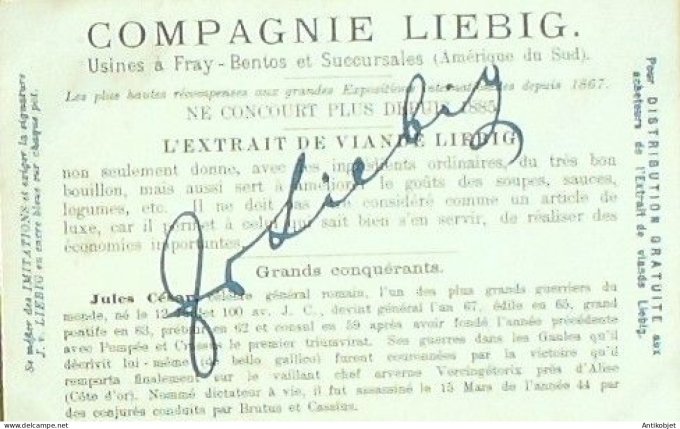 COMPAGNIE LIEBIG.
Usines à Fray-Bentos et Succursales (Amérique du Sud).
Les plus hautes récompenses aux grandes Expositions internationales depuis 1867.
NE CONCOURT PLUS DEPUIS 1885
L'EXTRAIT DE VIANDE LIEBIG
non seulement donne, avec des ingrédients ordinaires, du très bon
bouillon, mais aussi sert à améliorer le goûts des soupes, sauces,
legumes, etc. Il ne doit pas être considéré comme un article de
luxe, car il permet à celui qui sait bien s'en servir, de réaliser des
économies importantes.
Grands conquérants.
Jules César, célèbre général romain, l'un des plus grands guerriers du
monde, né le 12 juillet 100 av. J. C., devint général l'an 67, édile en 65, grand
pontife en 63, préteur en 62 et consul en 59 après avoir fondé l'année précédente
avec Pompée et Crassus le premier triumvirat. Ses guerres dans les Gaules qu'il
décrivit lui-même (de bello gallico) furent couronnées par la victoire qu'il
remporta finalement sur le vaillant chef arverne Vercingétorix près d'Alise
(Côte d'or). Nommé dictateur à vie, il fut assassiné le 15 Mars de l'année 44 par
des conjurés conduits par Brutus et Cassius.
Se méfier des IMITATIONS et exiger la signature
J. v. LIEBIG en encre bleue sur chaque pot.
Pour DISTRIBUTION GRATUITE aux
acheteurs de l'Extrait de viande Liebig.
J v Liebig
www.antikobjet.com
Copyright - Antikobjet